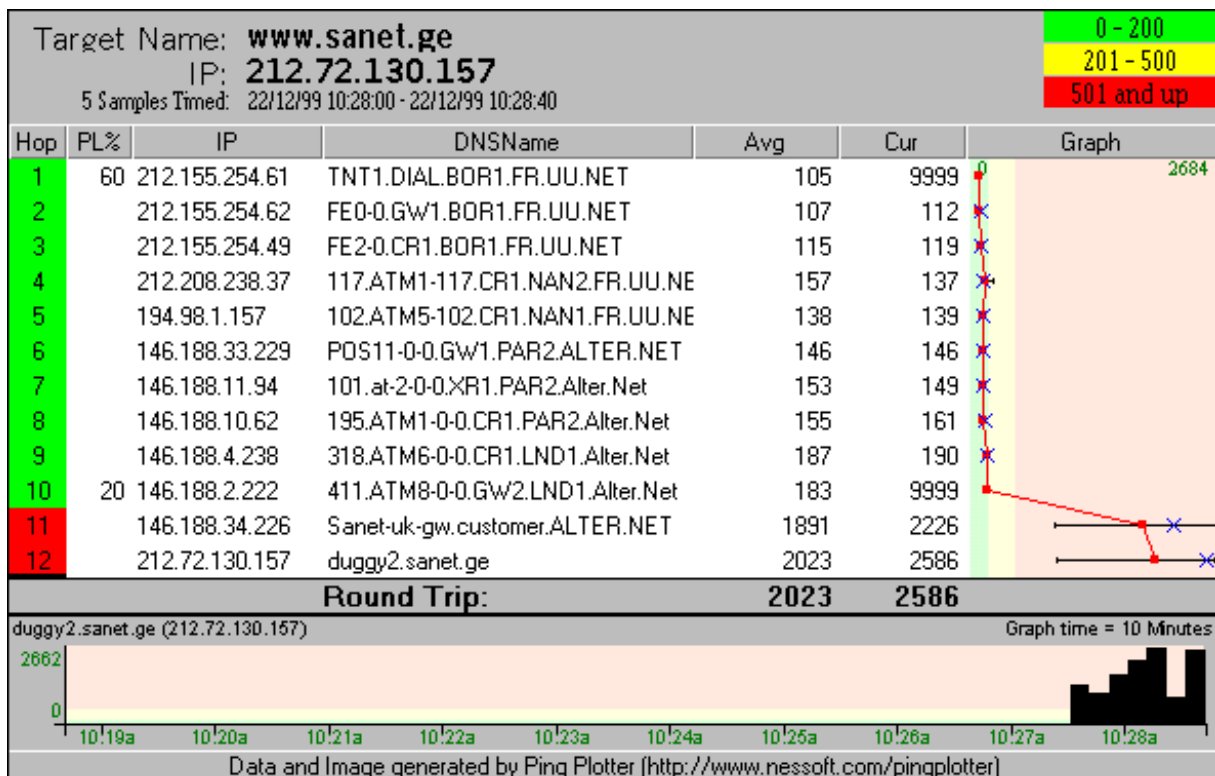 Target Name: www.sanet.ge
IP: 212.72.130.157
5 Samples Timed: 22/12/99 10:28:00 - 22/12/99 10:28:40
0 - 200
201 - 500
501 and up
Hop PL% IP DNSName Avg Cur Graph
0 2684
1 60 212.155.254.61 TNT1.DIAL.BOR1.FR.UU.NET 105 9999
2 212.155.254.62 FE0-0.GW1.BOR1.FR.UU.NET 107 112
3 212.155.254.49 FE2-0.CR1.BOR1.FR.UU.NET 115 119
4 212.208.238.37 117.ATM1-117.CR1.NAN2.FR.UU.NE 157 137
5 194.98.1.157 102.ATM5-102.CR1.NAN1.FR.UU.NE 138 139
6 146.188.33.229 POS11-0-0.GW1.PAR2.ALTER.NET 146 146
7 146.188.11.94 101.at-2-0-0.XR1.PAR2.Alter.Net 153 149
8 146.188.10.62 195.ATM1-0-0.CR1.PAR2.Alter.Net 155 161
9 146.188.4.238 318.ATM6-0-0.CR1.LND1.Alter.Net 187 190
10 20 146.188.2.222 411.ATM8-0-0.GW2.LND1.Alter.Net 183 9999
11 146.188.34.226 Sanet-uk-gw.customer.ALTER.NET 1891 2226
12 212.72.130.157 duggy2.sanet.ge 2023 2586
Round Trip: 2023 2586
duggy2.sanet.ge (212.72.130.157) Graph time = 10 Minutes
2662
0
10:19a 10:20a 10:21a 10:22a 10:23a 10:24a 10:25a 10:26a 10:27a 10:28a
Data and Image generated by Ping Plotter (http://www.nessoft.com/pingplotter)